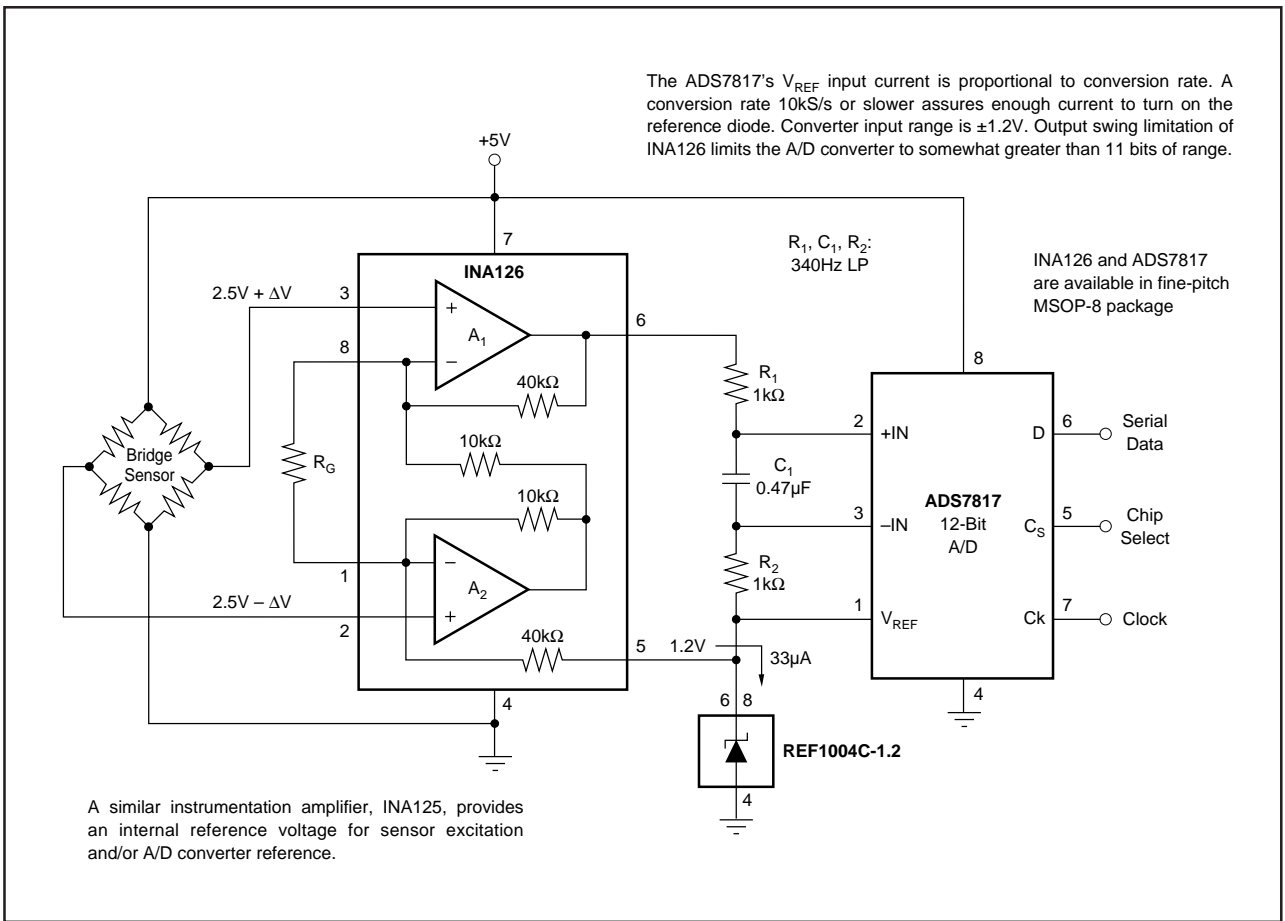 The ADS7817's VREF input current is proportional to conversion rate. A
conversion rate 10kS/s or slower assures enough current to turn on the
reference diode. Converter input range is ±1.2V. Output swing limitation of
INA126 limits the A/D converter to somewhat greater than 11 bits of range.
+5V
7
R1, C1, R2:
340Hz LP
INA126 and ADS7817
are available in fine-pitch
MSOP-8 package
INA126
2.5V + ΔV
3
+
A1
6
8
–
40kΩ
R1
1kΩ
8
2
+IN
D
6
Serial
Data
10kΩ
Bridge
Sensor
RG
C1
0.47µF
ADS7817
12-Bit
A/D
10kΩ
3
–IN
CS
5
Chip
Select
1
–
A2
+
R2
1kΩ
2.5V – ΔV
2
1
VREF
Ck
7
Clock
40kΩ
5
1.2V
33µA
4
4
6
8
REF1004C-1.2
4
A similar instrumentation amplifier, INA125, provides
an internal reference voltage for sensor excitation
and/or A/D converter reference.